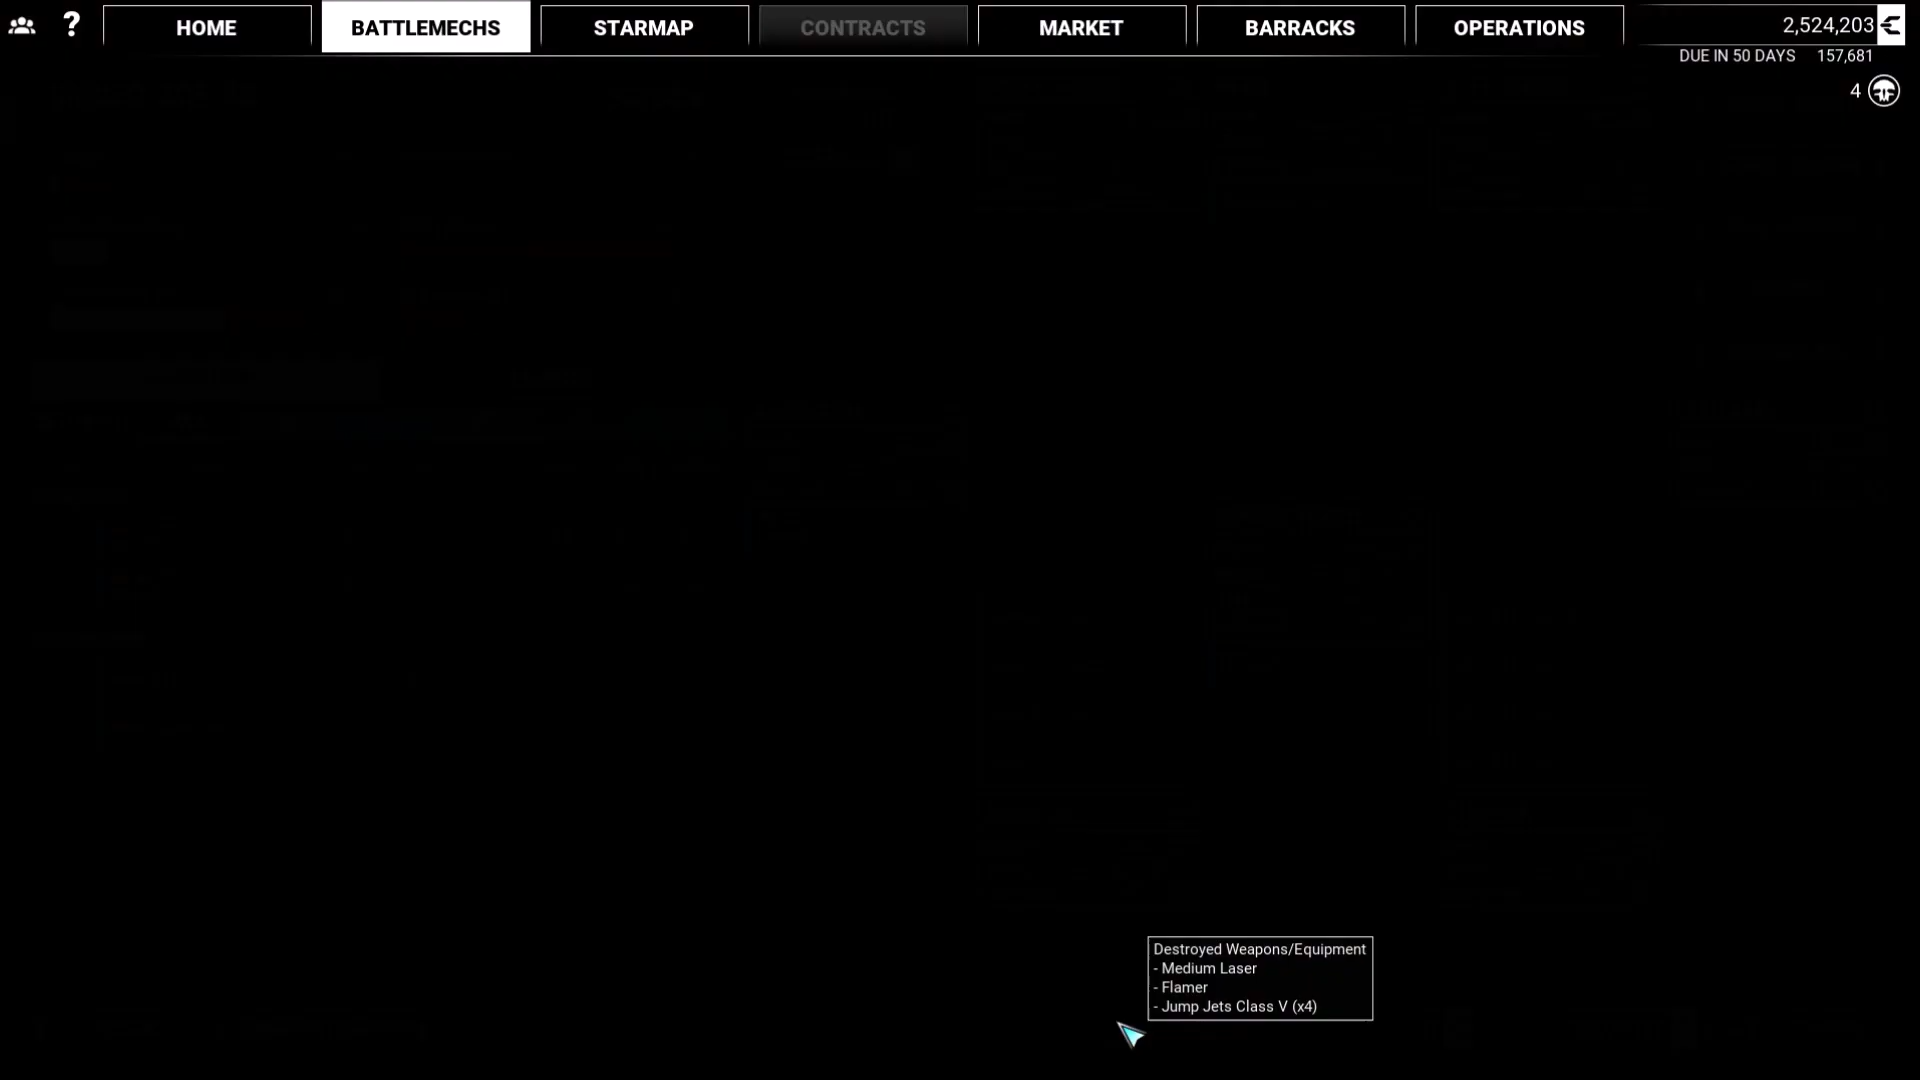 ?
HOME
BATTLEMECHS
STARMAP
CONTRACTS
MARKET
BARRACKS
OPERATIONS
2,524,203
DUE IN 50 DAYS 157,681
4
Destroyed Weapons/Equipment
- Medium Laser
- Flamer
- Jump Jets Class V (x4)